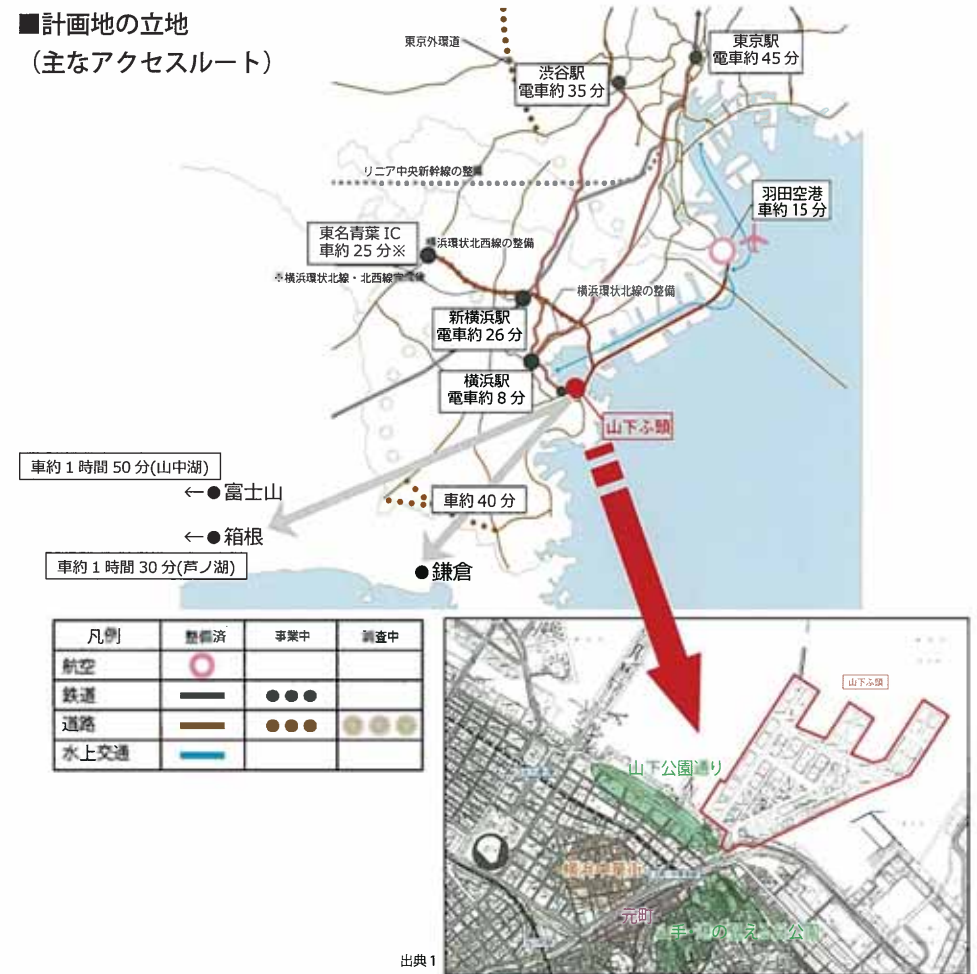 ■計画地の立地
（主なアクセスルート）
東京外環道
東京駅
電車約45分
渋谷駅
電車約35分
リニア中央新幹線の整備
羽田空港
車約15分
東名青葉IC
車約25分※
横浜環状北西線の整備
※横浜環状北線・北西線
横浜環状北線の整備
新横浜駅
電車約26分
横浜駅
電車約8分
山下ふ頭
車約1時間50分(山中湖)
←●富士山
車約40分
←●箱根
車約1時間30分(芦ノ湖)
●鎌倉
凡例 整備済 事業中 調査中
航空
鉄道
道路
水上交通
山下ふ頭
山下公園通り
横浜中華街
元町
公園
出典1